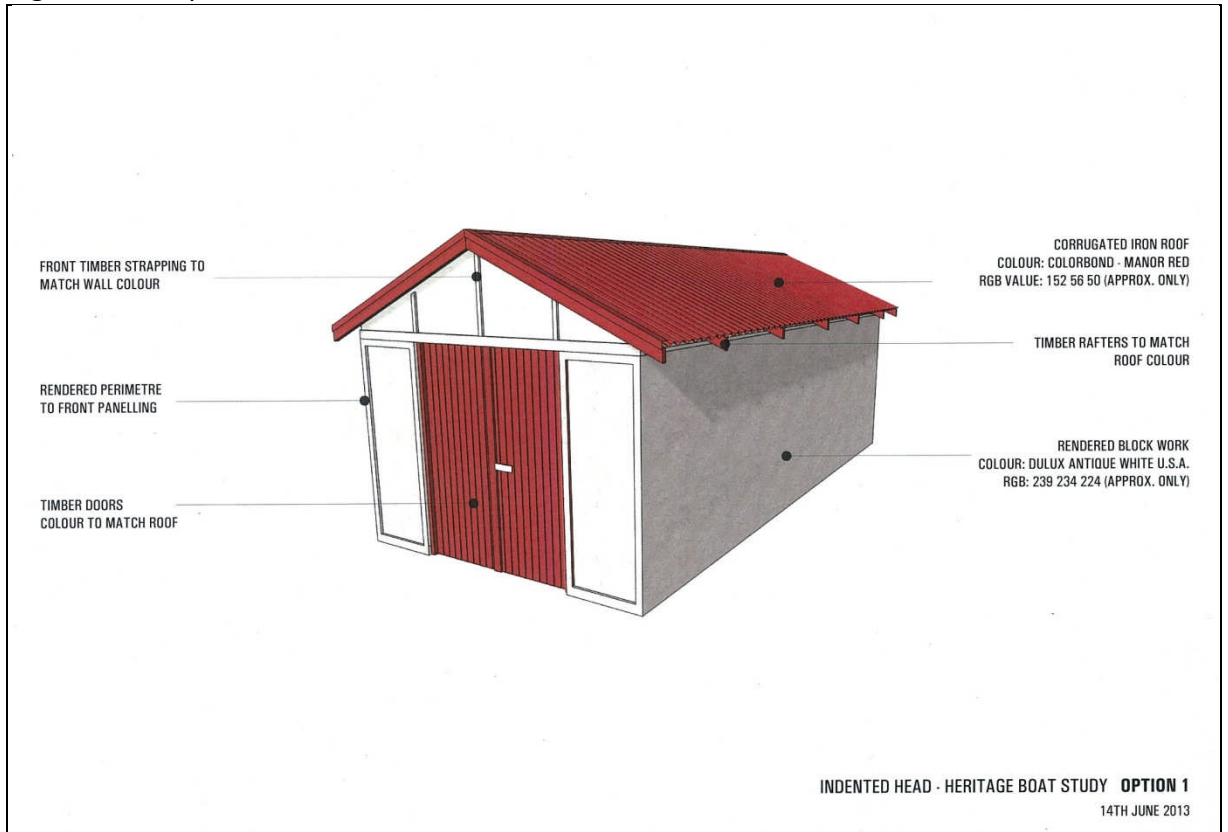 FRONT TIMBER STRAPPING TO
MATCH WALL COLOUR
RENDERED PERIMETRE
TO FRONT PANELLING
TIMBER DOORS
COLOUR TO MATCH ROOF
CORRUGATED IRON ROOF
COLOUR: COLORBOND - MANOR RED
RGB VALUE: 152 56 50 (APPROX. ONLY)
TIMBER RAFTERS TO MATCH
ROOF COLOUR
RENDERED BLOCK WORK
COLOUR: DULUX ANTIQUE WHITE U.S.A.
RGB: 239 234 224 (APPROX. ONLY)
INDENTED HEAD - HERITAGE BOAT STUDY OPTION 1
14TH JUNE 2013